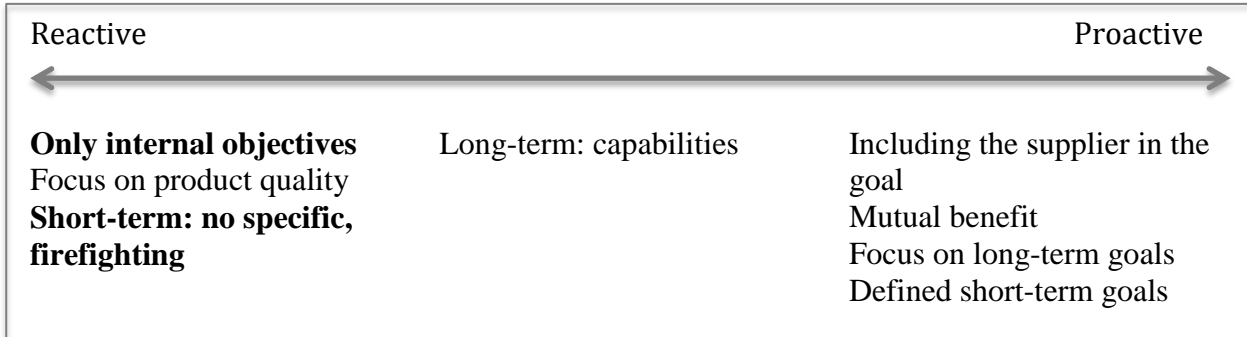 Reactive
Proactive
Only internal objectives
Focus on product quality
Short-term: no specific,
firefighting
Long-term: capabilities
Including the supplier in the
goal
Mutual benefit
Focus on long-term goals
Defined short-term goals